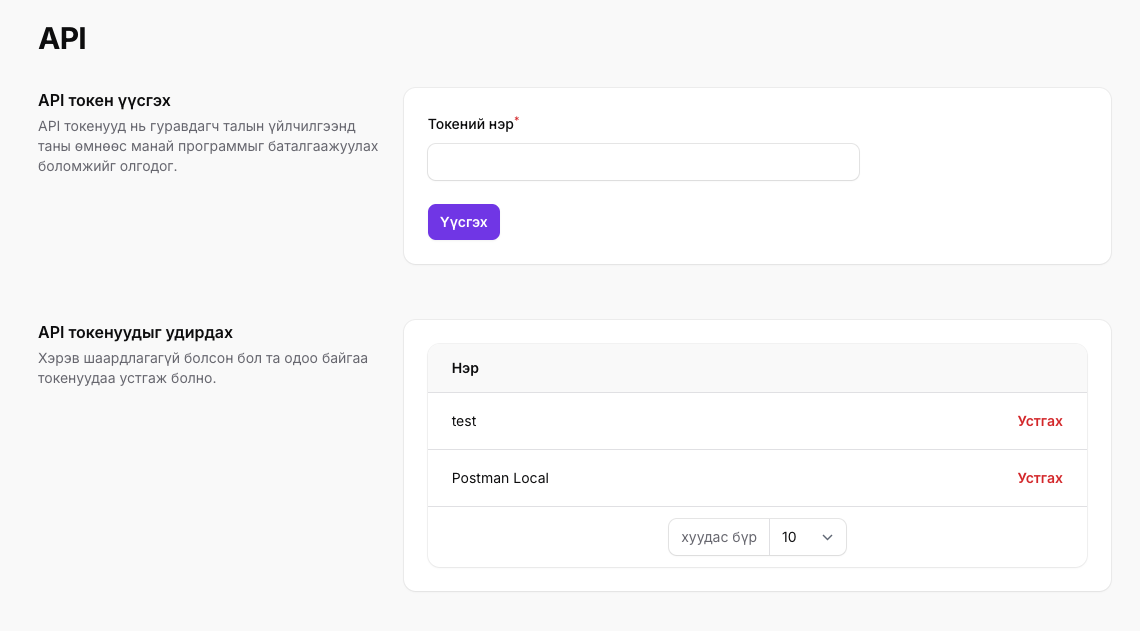 API
API токен үүсгэх
API токенууд нь гуравдагч талын үйлчилгээнд
таны өмнөөс манай программыг баталгаажуулах
боломжийг олгодог.
Токений нэр*
Үүсгэх
API токенуудыг удирдах
Хэрэв шаардлагагүй болсон бол та одоо байгаа
токенуудаа устгаж болно.
Нэр
test Устгах
Postman Local Устгах
хуудас бүр 10